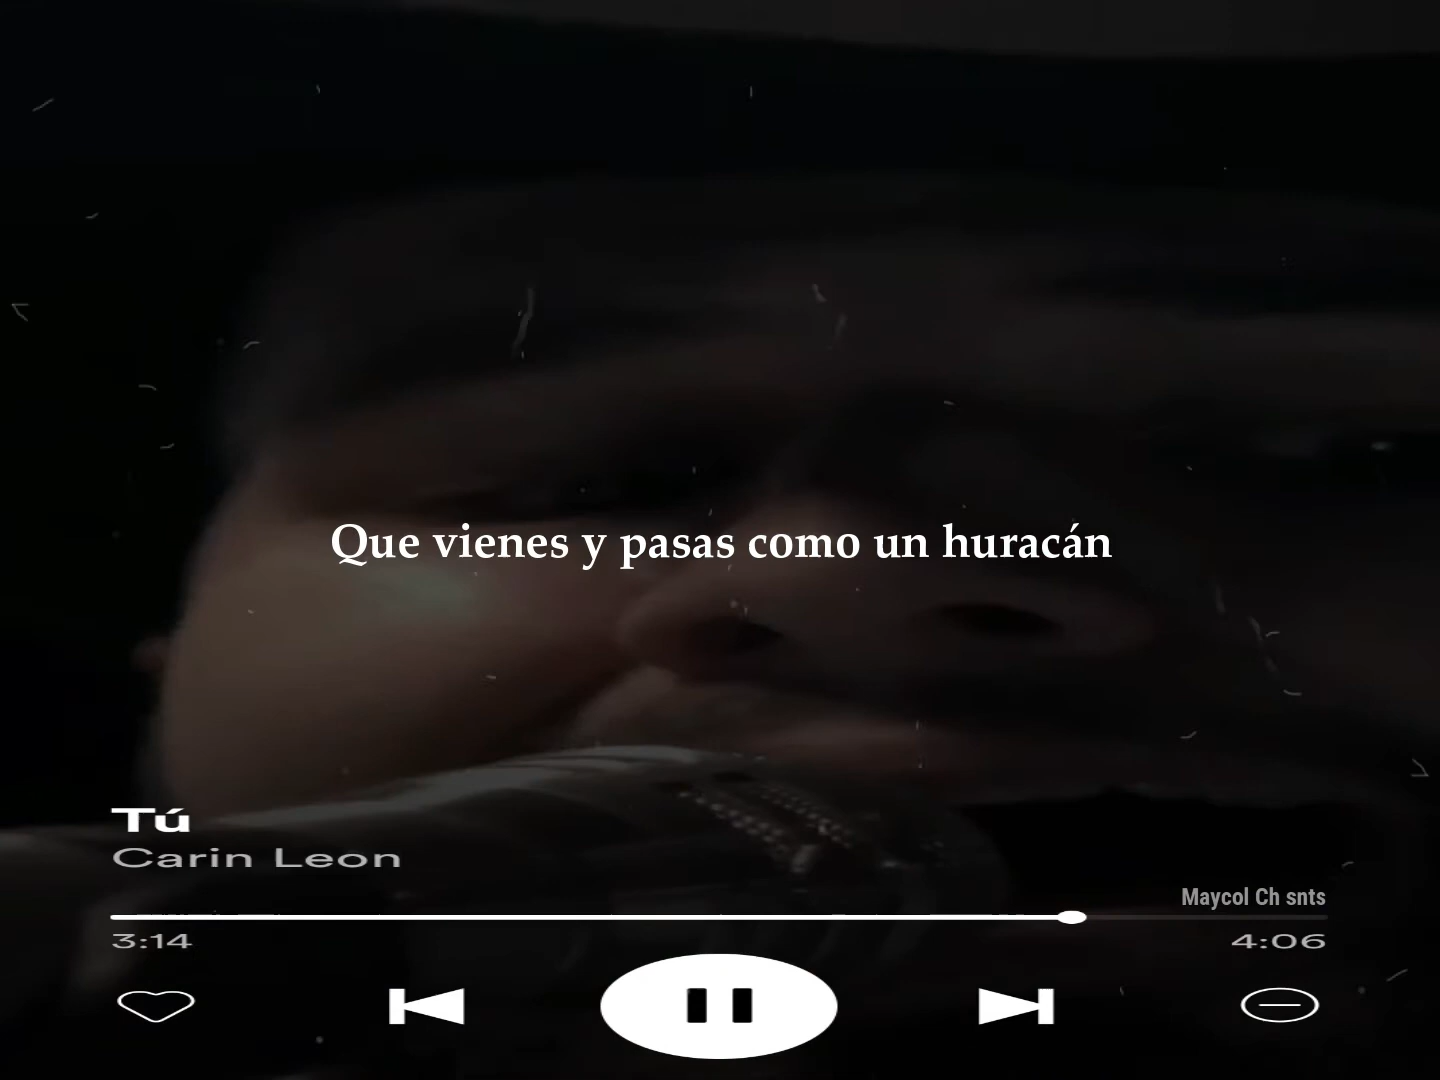 Que vienes y pasas como un huracán
Tú
Carin Leon
Maycol Ch snts
3:14
4:06